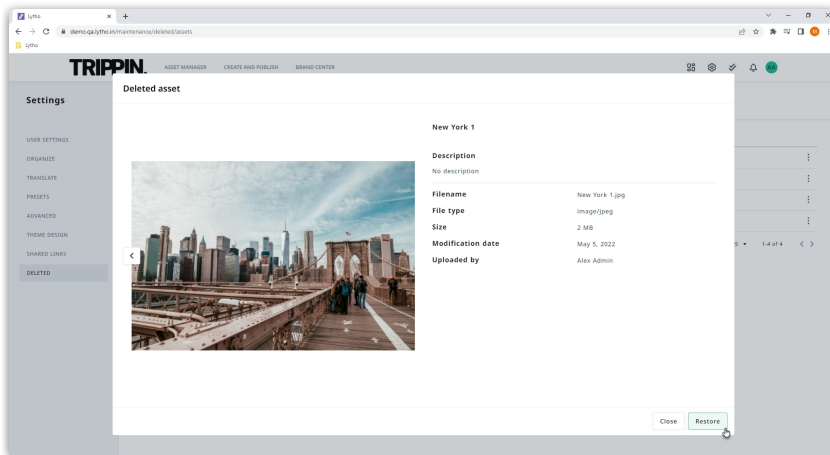 Lytho
demo.qa.lytho.in/maintenance/deleted/assets
Lytho
TRIPPIN.
ASSET MANAGER CREATE AND PUBLISH BRAND CENTER
AA
Settings
USER SETTINGS
ORGANIZE
TRANSLATE
PRESETS
ADVANCED
THEME DESIGN
SHARED LINKS
DELETED
Deleted asset
New York 1
Description
No description
Filename New York 1.jpg
File type image/jpeg
Size 2 MB
Modification date May 5, 2022
Uploaded by Alex Admin
1-4 of 4
Close Restore